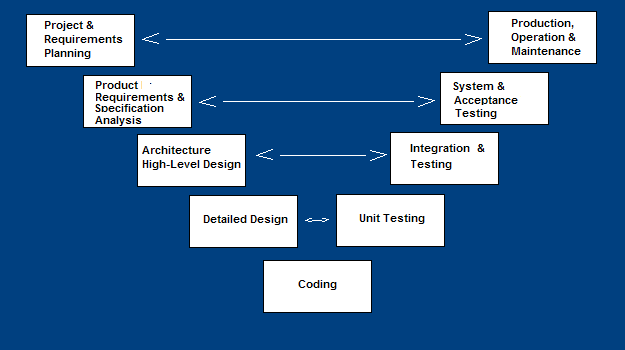 Project &
Requirements
Planning
Production,
Operation &
Maintenance
Product
Requirements &
Specification
Analysis
System &
Acceptance
Testing
Architecture
High-Level Design
Integration &
Testing
Detailed Design
Unit Testing
Coding